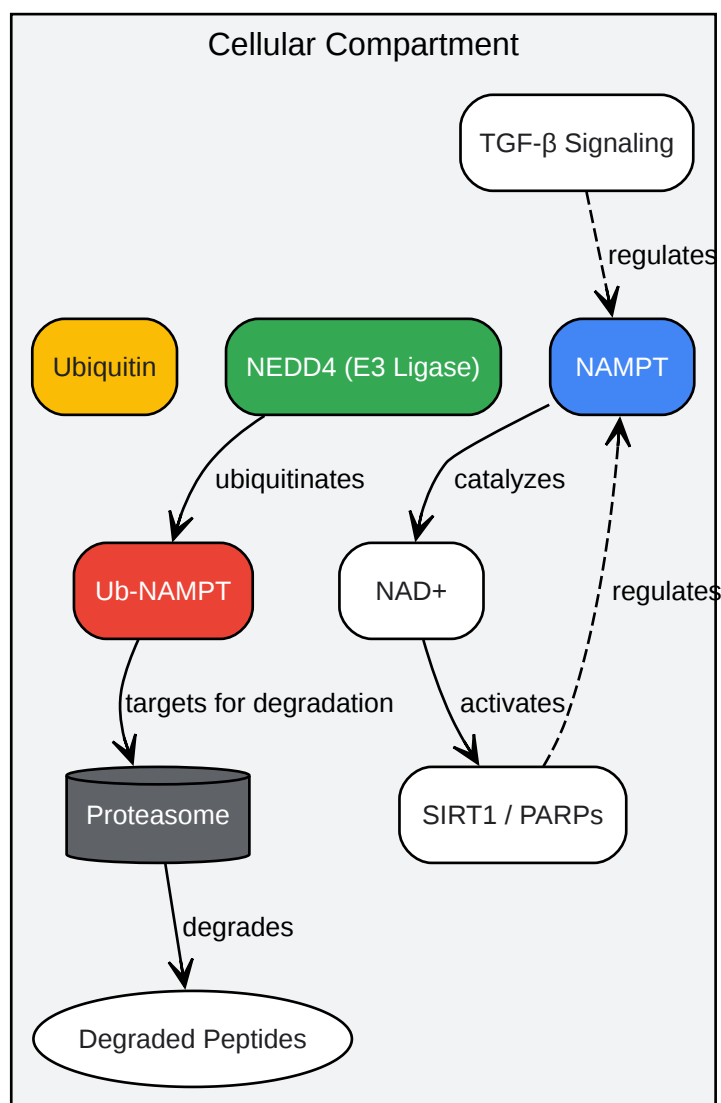 Cellular Compartment
TGF-β Signaling
regulates
Ubiquitin
NEDD4 (E3 Ligase)
NAMPT
ubiquitinates
catalyzes
Ub-NAMPT
NAD+
regulates
targets for degradation
activates
Proteasome
SIRT1 / PARPs
degrades
Degraded Peptides